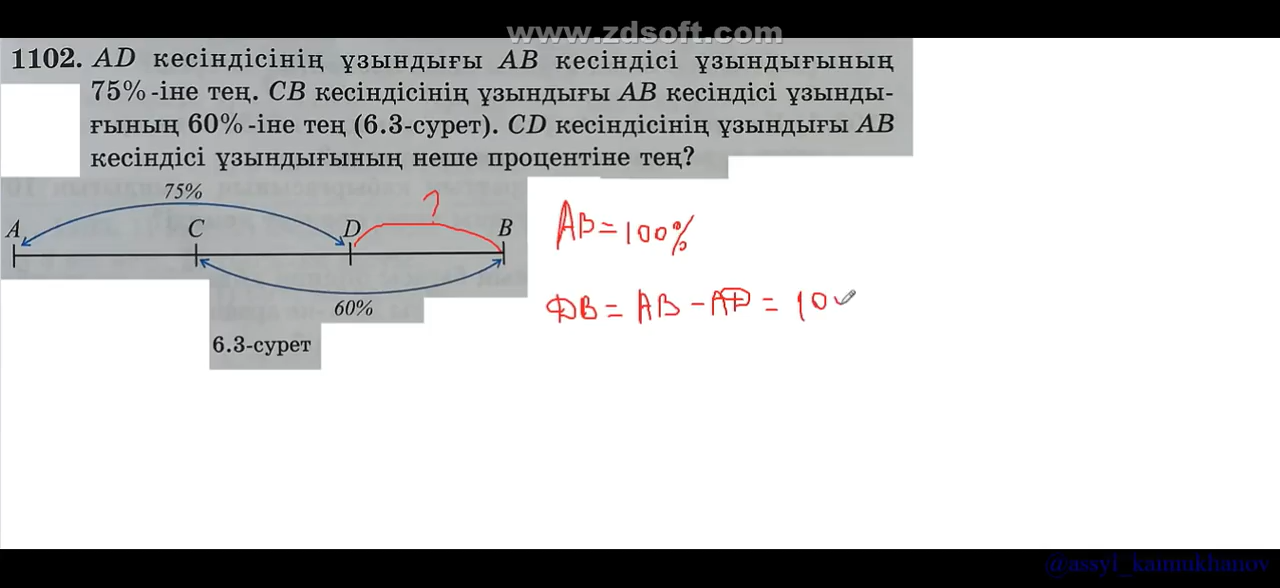 www.zdsoft.com
1102. AD кесіндісінің ұзындығы AB кесіндісі ұзындығының
75%-іне тең. CB кесіндісінің ұзындығы AB кесіндісі ұзынды-
ғының 60%-іне тең (6.3-сурет). CD кесіндісінің ұзындығы AB
кесіндісі ұзындығының неше процентіне тең?
75%
?
A C D B
60%
6.3-сурет
AB = 100%
DB = AB - AD = 10
@assyl_kamukhanov